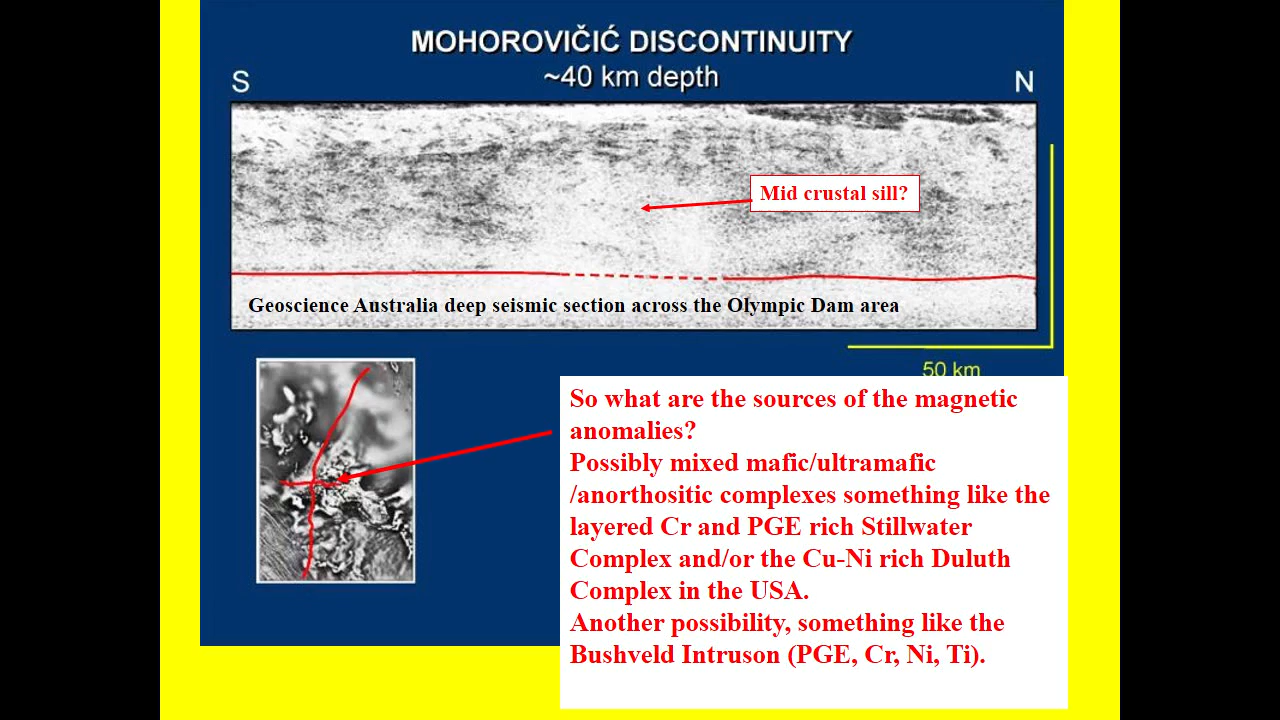 MOHOROVIČIĆ DISCONTINUITY
~40 km depth
S
N
Mid crustal sill?
Geoscience Australia deep seismic section across the Olympic Dam area
50 km
So what are the sources of the magnetic
anomalies?
Possibly mixed mafic/ultramafic
/anorthositic complexes something like the
layered Cr and PGE rich Stillwater
Complex and/or the Cu-Ni rich Duluth
Complex in the USA.
Another possibility, something like the
Bushveld Intruson (PGE, Cr, Ni, Ti).